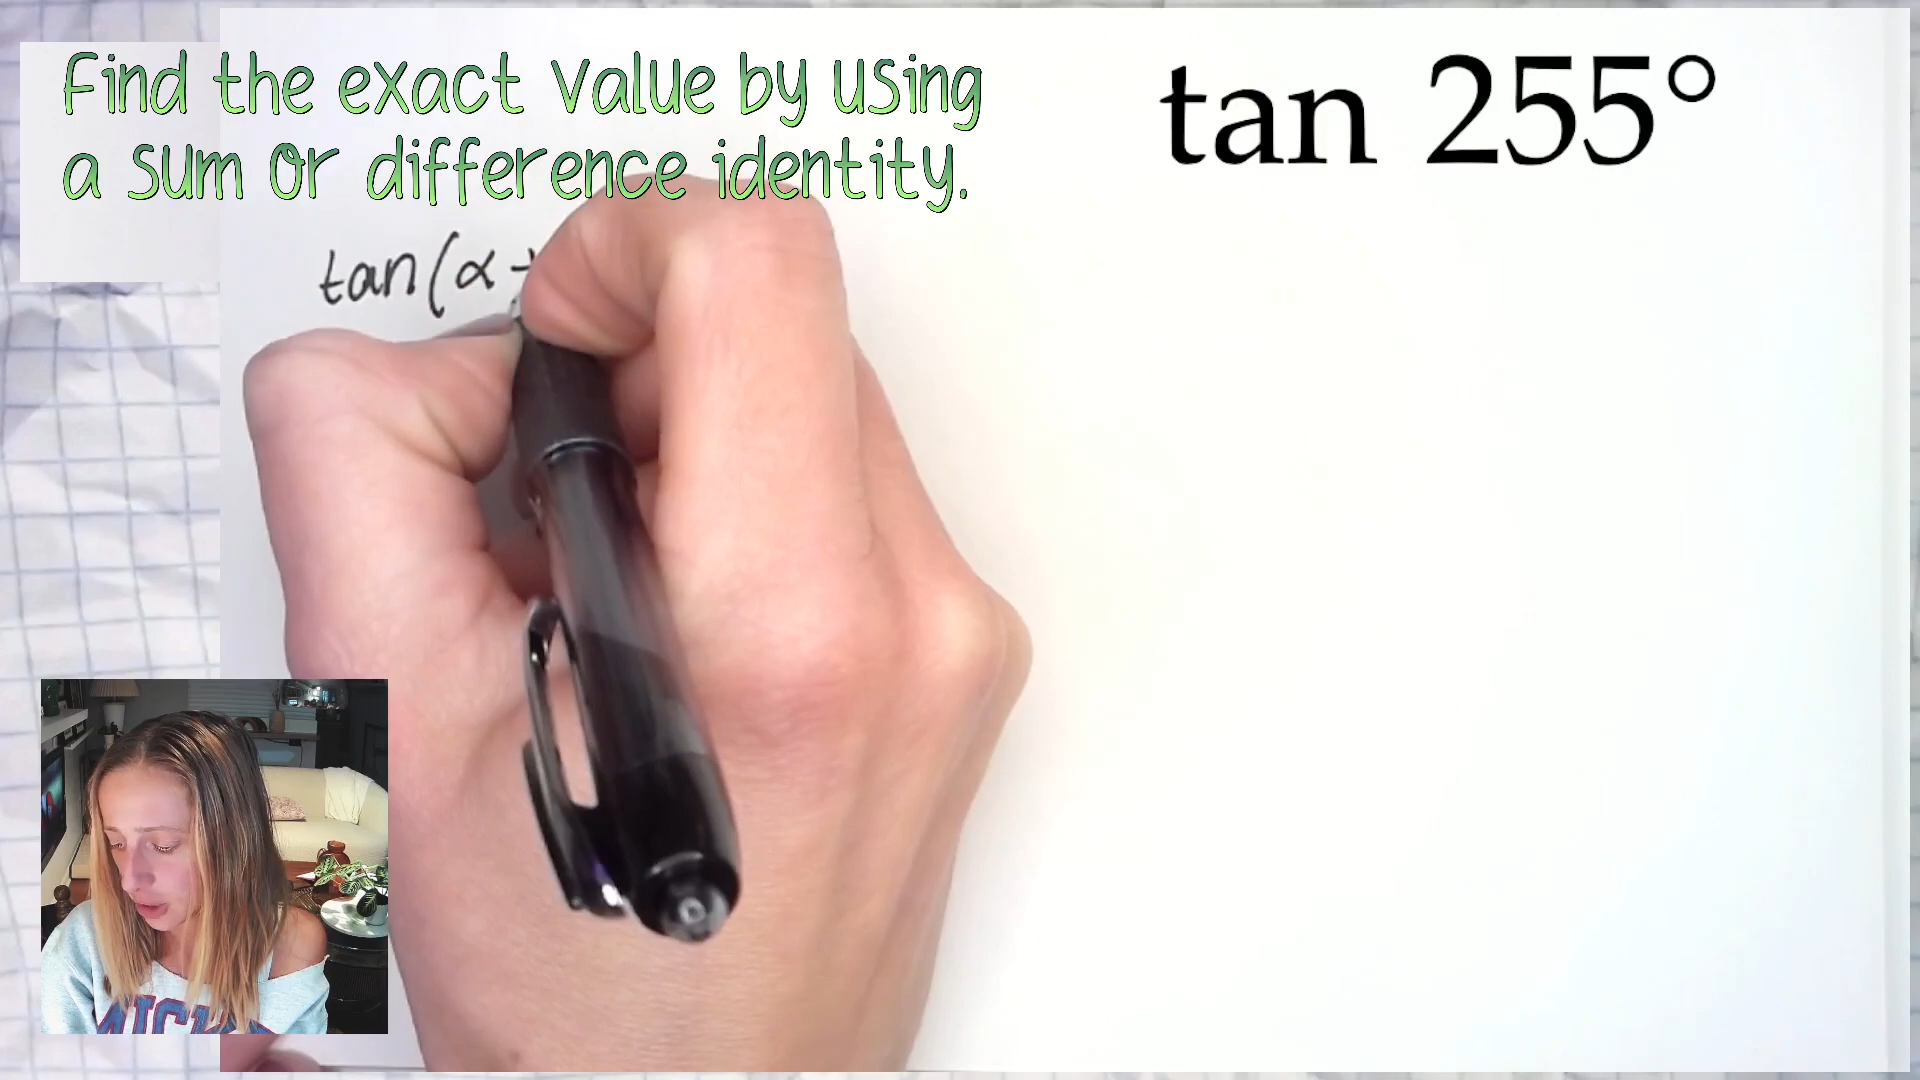 Find the exact value by using
a sum or difference identity.
tan 255°
tan(α +